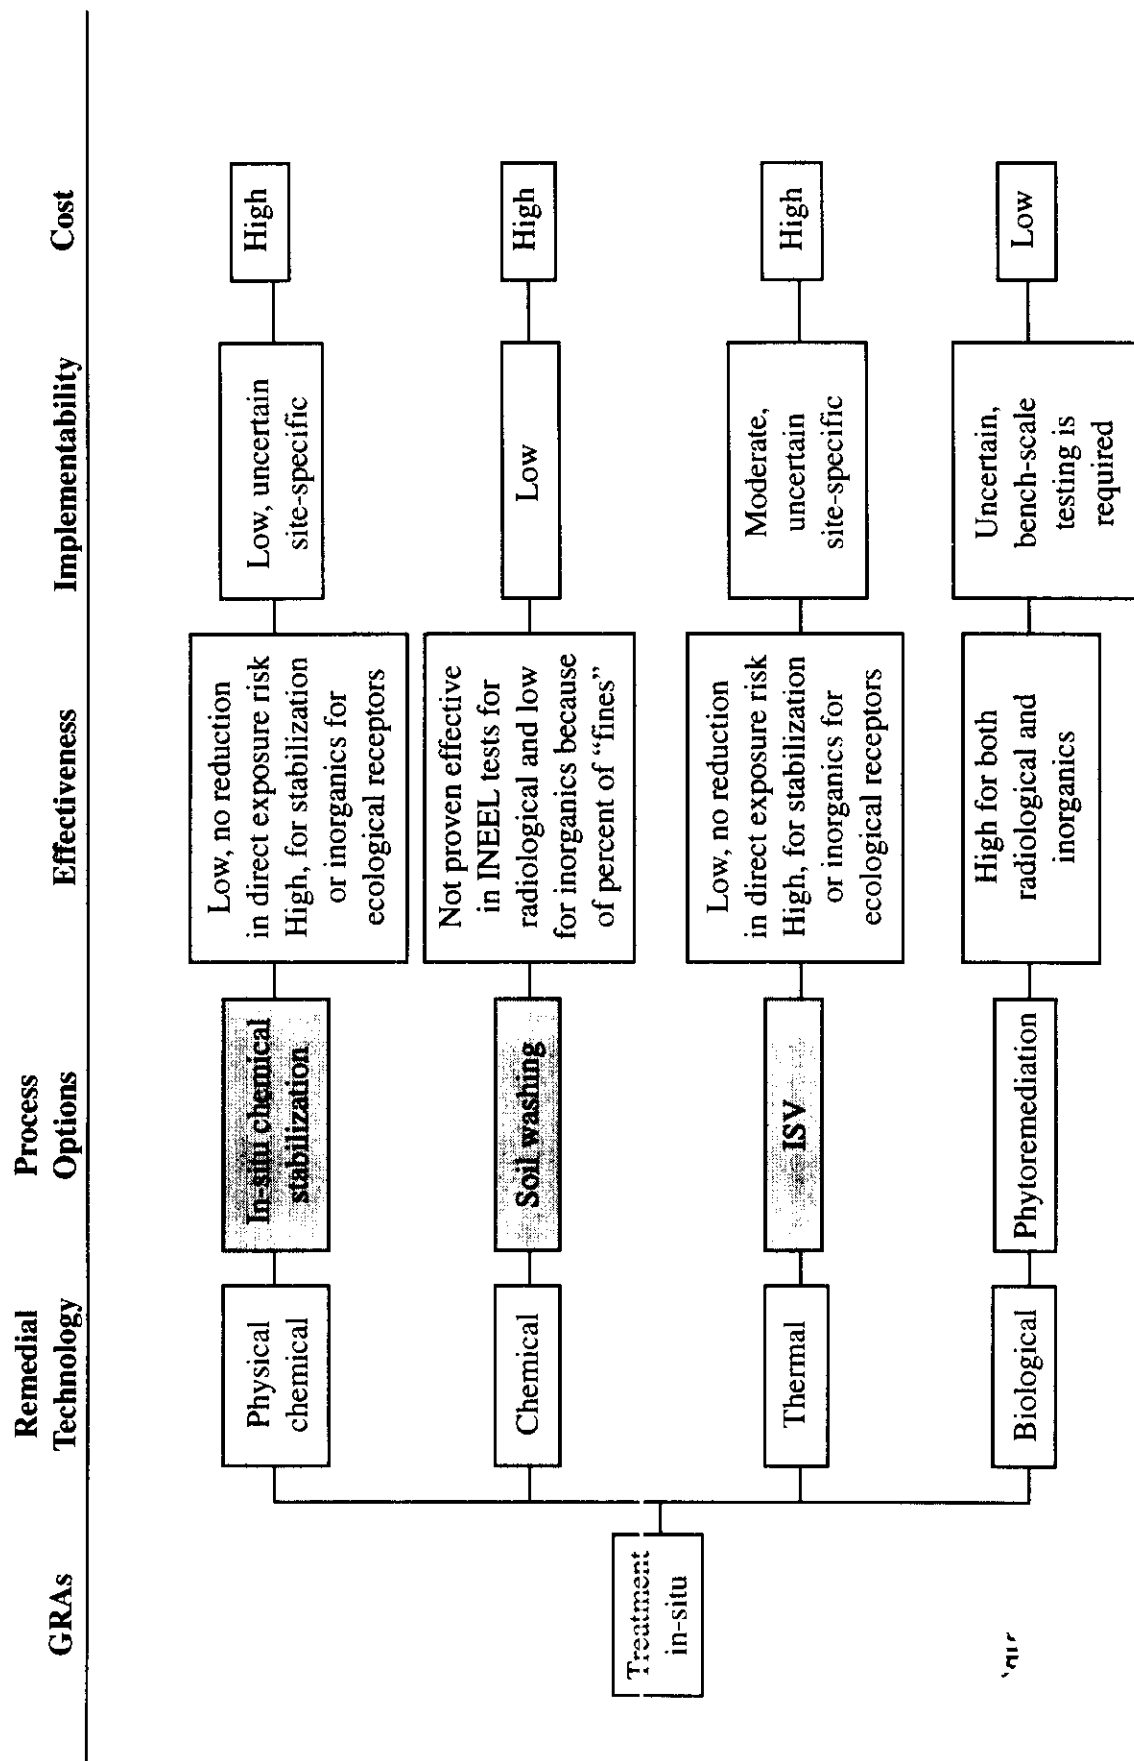 GRAs
Remedial
Technology
Process
Options
Effectiveness
Implementability
Cost
Treatment
in-situ
Physical
chemical
In-situ chemical
stabilization
Low, no reduction
in direct exposure risk
High, for stabilization
or inorganics for
ecological receptors
Low, uncertain
site-specific
High
Chemical
Soil washing
Not proven effective
in INEEL tests for
radiological and low
for inorganics because
of percent of “fines”
Low
High
Thermal
ISV
Low, no reduction
in direct exposure risk
High, for stabilization
or inorganics for
ecological receptors
Moderate,
uncertain
site-specific
High
Biological
Phytoremediation
High for both
radiological and
inorganics
Uncertain,
bench-scale
testing is
required
Low